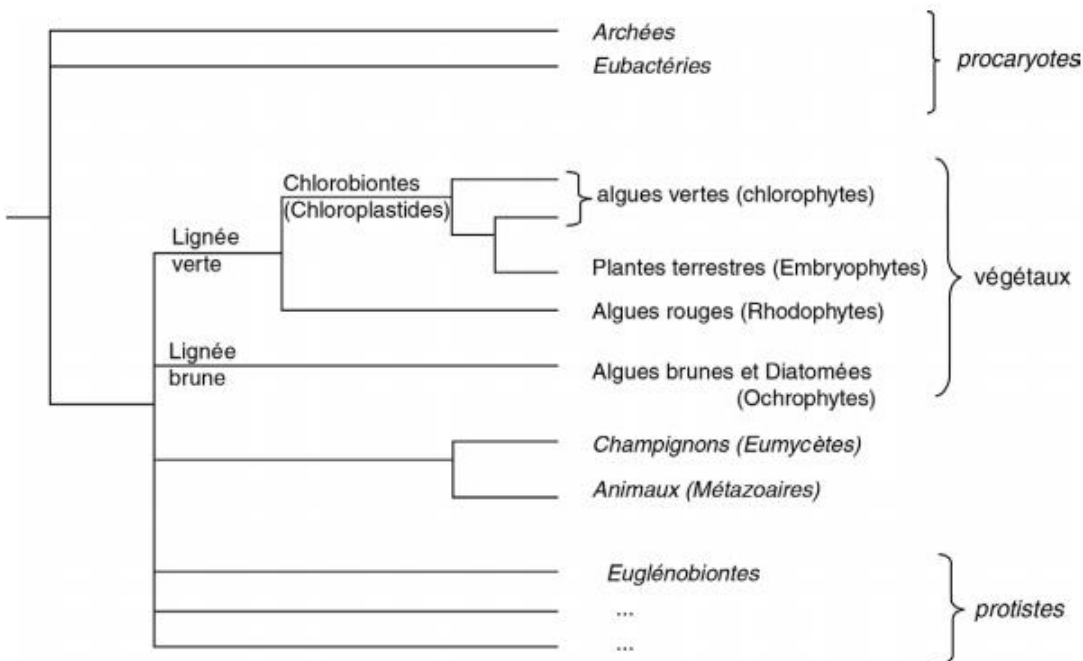 Archées
Eubactéries
procaryotes
Chlorobiontes
(Chloroplastides)
algues vertes (chlorophytes)
Lignée
verte
Plantes terrestres (Embryophytes)
végétaux
Algues rouges (Rhodophytes)
Lignée
brune
Algues brunes et Diatomées
(Ochrophytes)
Champignons (Eumycètes)
Animaux (Métazoaires)
Euglénobiontes
...
protistes
...